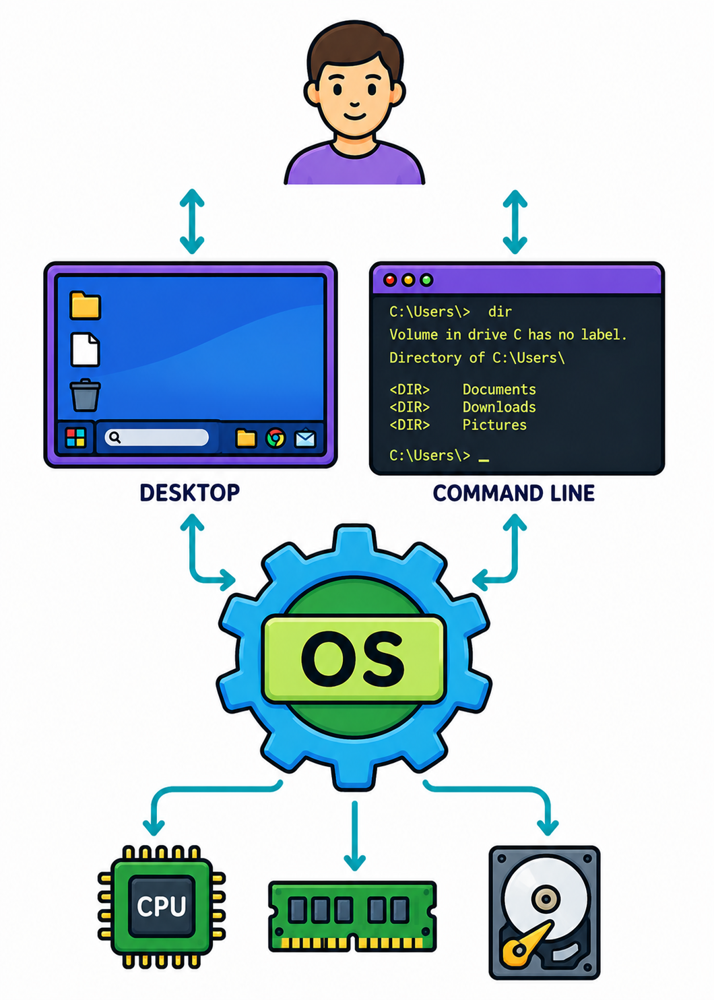 C:\Users\> dir
Volume in drive C has no label.
Directory of C:\Users\
<DIR> Documents
<DIR> Downloads
<DIR> Pictures
C:\Users\> _
DESKTOP
COMMAND LINE
OS
CPU